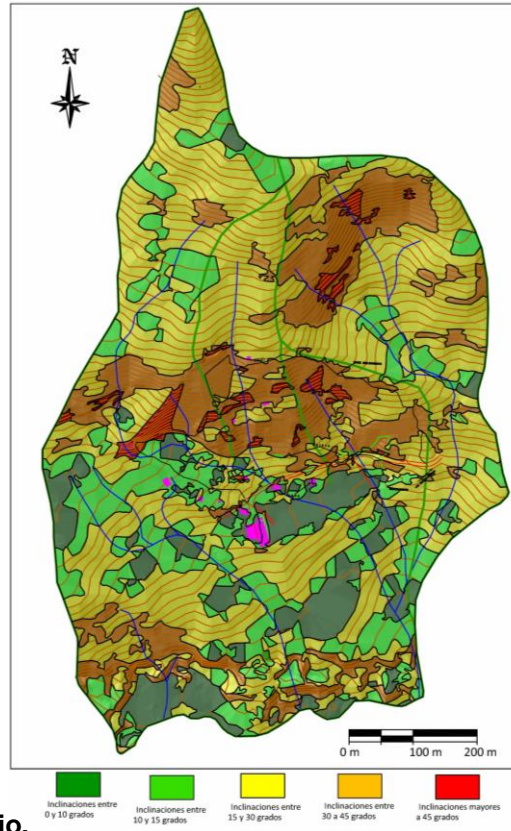 N
0 m 100 m 200 m
Inclinaciones entre
0 y 10 grados
Inclinaciones entre
10 y 15 grados
Inclinaciones entre
15 y 30 grados
Inclinaciones entre
30 a 45 grados
Inclinaciones mayores
a 45 grados
io.